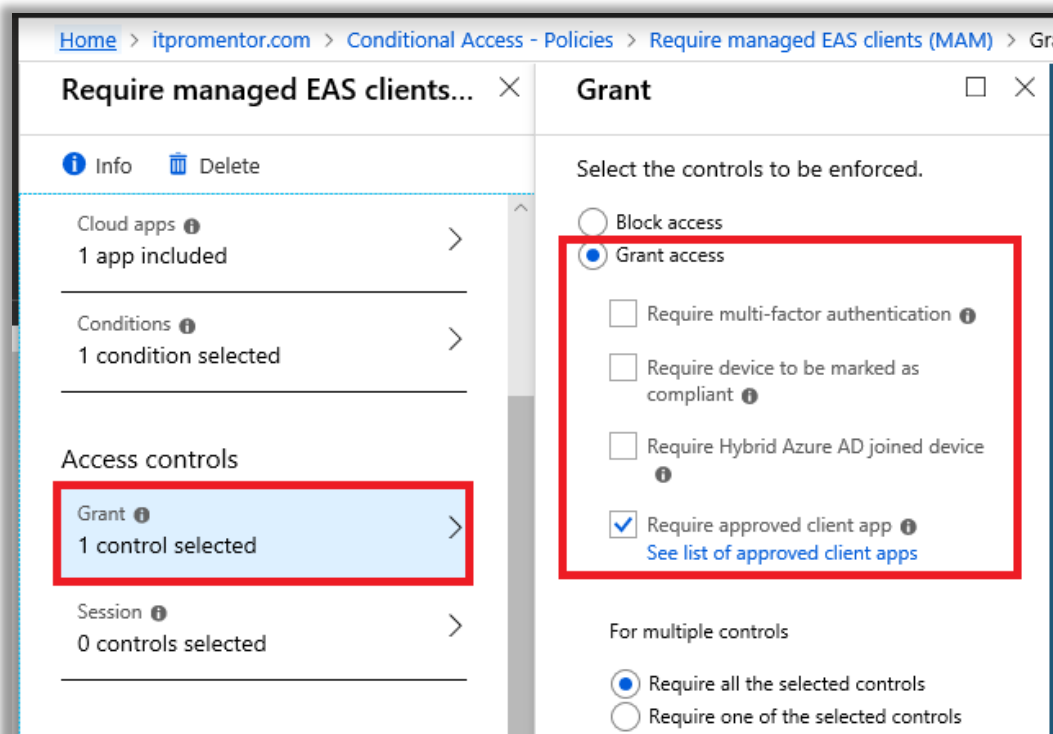 Home > itpromentor.com > Conditional Access - Policies > Require managed EAS clients (MAM) > Gra
Require managed EAS clients...
Info Delete
Cloud apps
1 app included
Conditions
1 condition selected
Access controls
Grant
1 control selected
Session
0 controls selected
Grant
Select the controls to be enforced.
Block access
Grant access
Require multi-factor authentication
Require device to be marked as
compliant
Require Hybrid Azure AD joined device
Require approved client app
See list of approved client apps
For multiple controls
Require all the selected controls
Require one of the selected controls